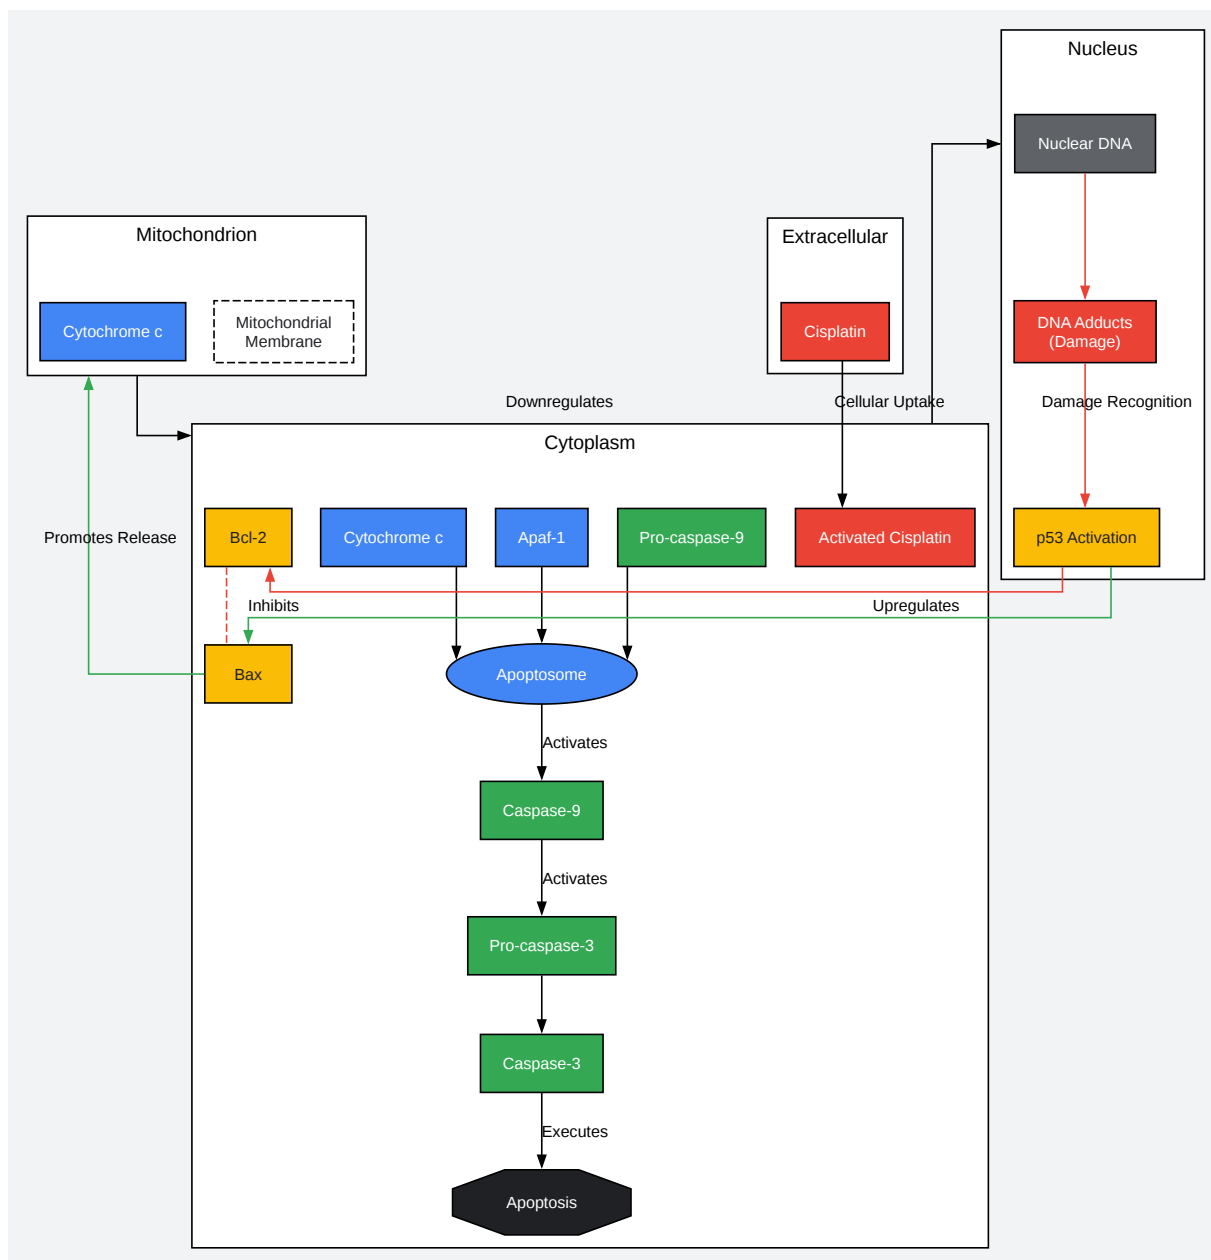 Nucleus
Nuclear DNA
Mitochondrion
Extracellular
Cytochrome c
Mitochondrial
Membrane
Cisplatin
DNA Adducts
(Damage)
Downregulates
Cellular Uptake
Damage Recognition
Cytoplasm
Promotes Release
Bcl-2
Cytochrome c
Apaf-1
Pro-caspase-9
Activated Cisplatin
p53 Activation
Inhibits
Upregulates
Bax
Apoptosome
Activates
Caspase-9
Activates
Pro-caspase-3
Caspase-3
Executes
Apoptosis